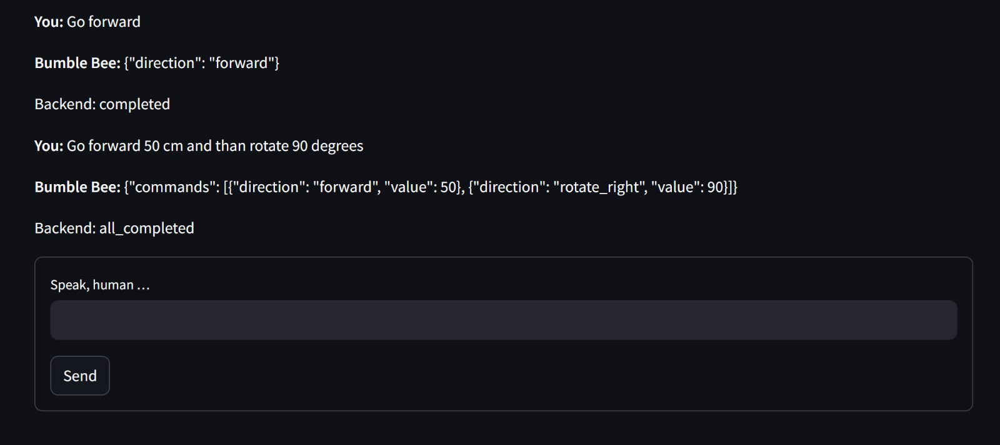 You: Go forward
Bumble Bee: {"direction": "forward"}
Backend: completed
You: Go forward 50 cm and than rotate 90 degrees
Bumble Bee: {"commands": [{"direction": "forward", "value": 50}, {"direction": "rotate_right", "value": 90}]}
Backend: all_completed
Speak, human ...
Send